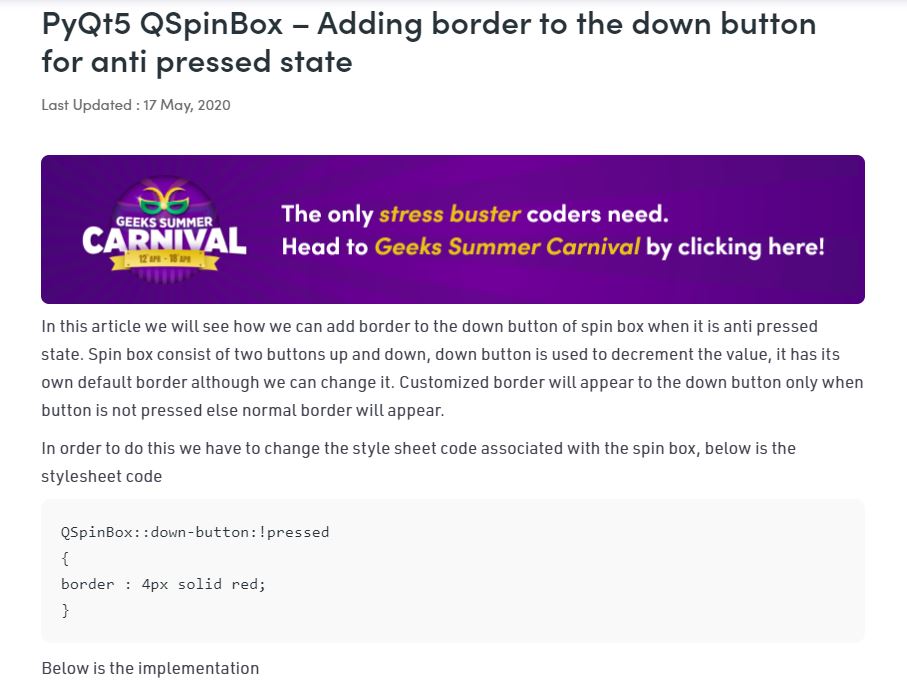 PyQt5 QSpinBox – Adding border to the down button
for anti pressed state
Last Updated : 17 May, 2020
GEEKS SUMMER
CARNIVAL
12 APR - 18 APR
The only stress buster coders need.
Head to Geeks Summer Carnival by clicking here!
In this article we will see how we can add border to the down button of spin box when it is anti pressed
state. Spin box consist of two buttons up and down, down button is used to decrement the value, it has its
own default border although we can change it. Customized border will appear to the down button only when
button is not pressed else normal border will appear.
In order to do this we have to change the style sheet code associated with the spin box, below is the
stylesheet code
QSpinBox::down-button:!pressed
{
border : 4px solid red;
}
Below is the implementation